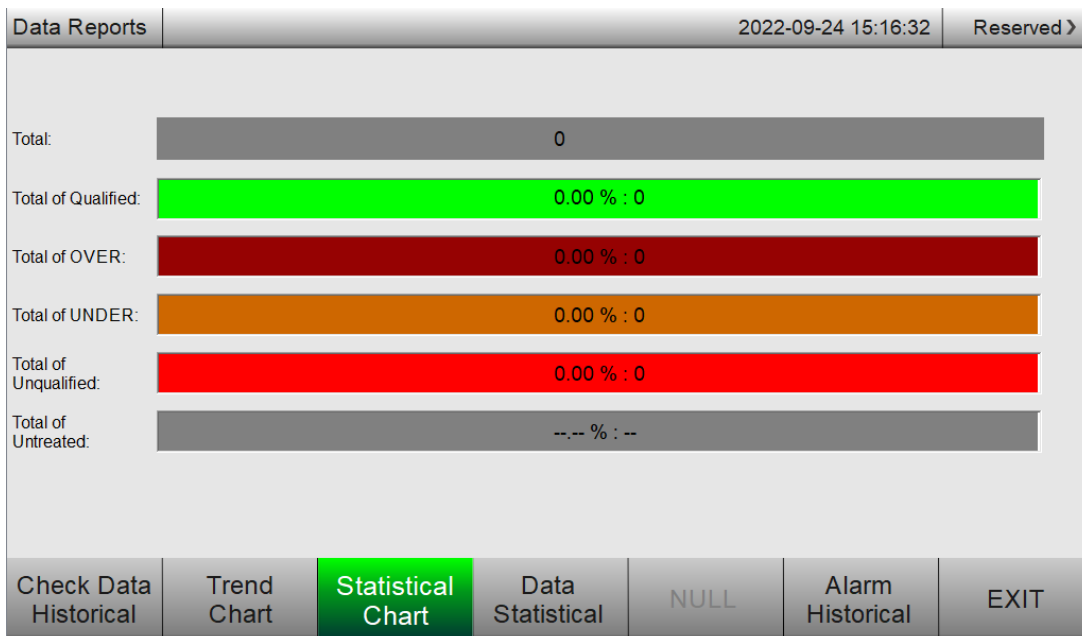 Data Reports 2022-09-24 15:16:32 Reserved ❯
Total: 0
Total of Qualified: 0.00 % : 0
Total of OVER: 0.00 % : 0
Total of UNDER: 0.00 % : 0
Total of
Unqualified: 0.00 % : 0
Total of
Untreated: --.-- % : --
Check Data
Historical
Trend
Chart
Statistical
Chart
Data
Statistical
NULL
Alarm
Historical
EXIT